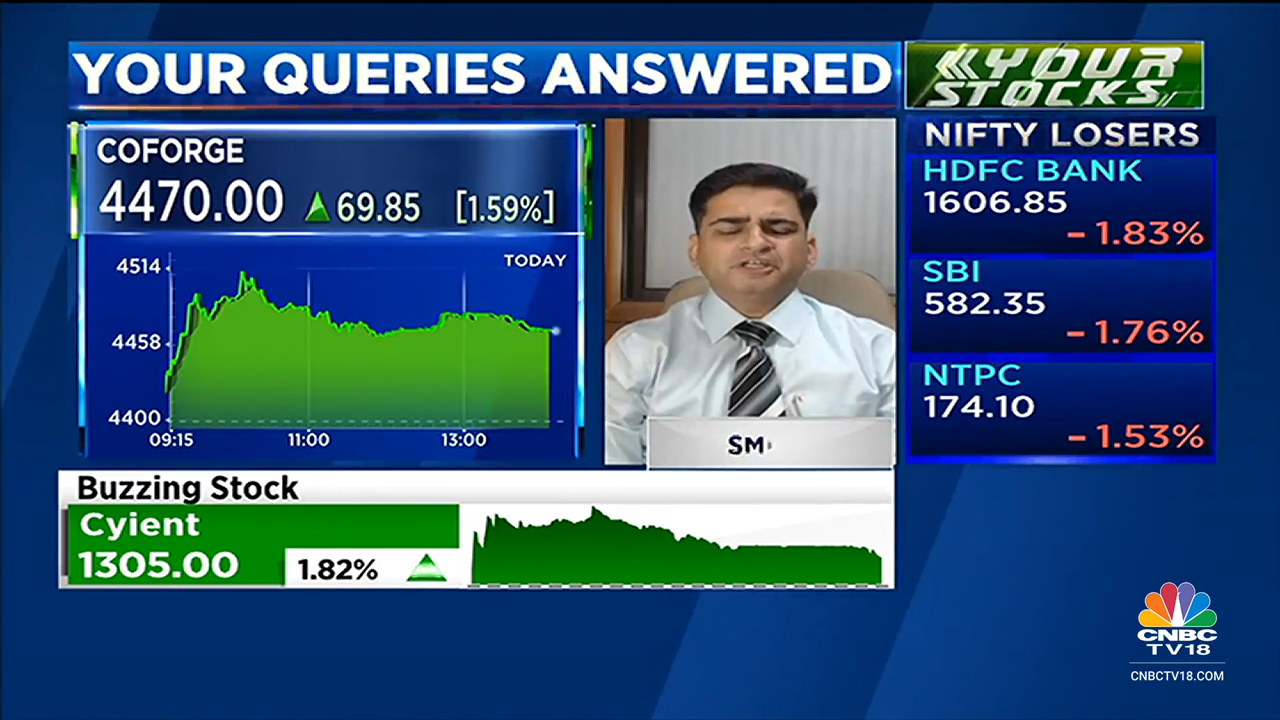 YOUR QUERIES ANSWERED
YOUR
STOCKS
COFORGE
4470.00 69.85 [1.59%]
TODAY
4514
4458
4400
09:15 11:00 13:00
SM
NIFTY LOSERS
HDFC BANK
1606.85
– 1.83%
SBI
582.35
– 1.76%
NTPC
174.10
– 1.53%
Buzzing Stock
Cyient
1305.00 1.82%
CNBC
TV18
CNBCTV18.COM